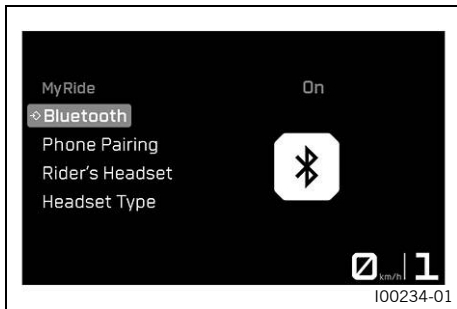 MyRide On
Bluetooth
Phone Pairing
Rider's Headset
Headset Type
0 km/h 1
I00234-01